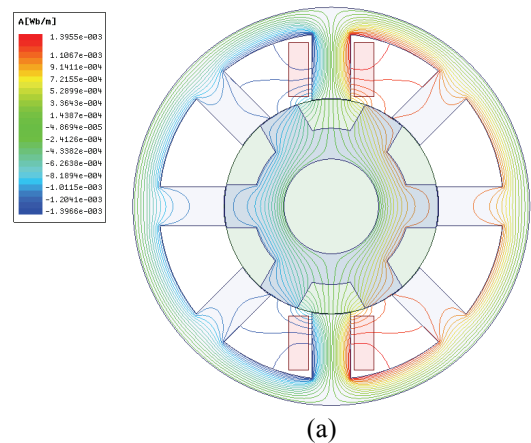 A[Wb/m]
1.3955e-003
1.1067e-003
9.1411e-004
7.2155e-004
5.2899e-004
3.3643e-004
1.4387e-004
-4.8694e-005
-2.4126e-004
-4.3382e-004
-6.2638e-004
-8.1894e-004
-1.0115e-003
-1.2041e-003
-1.3966e-003
(a)